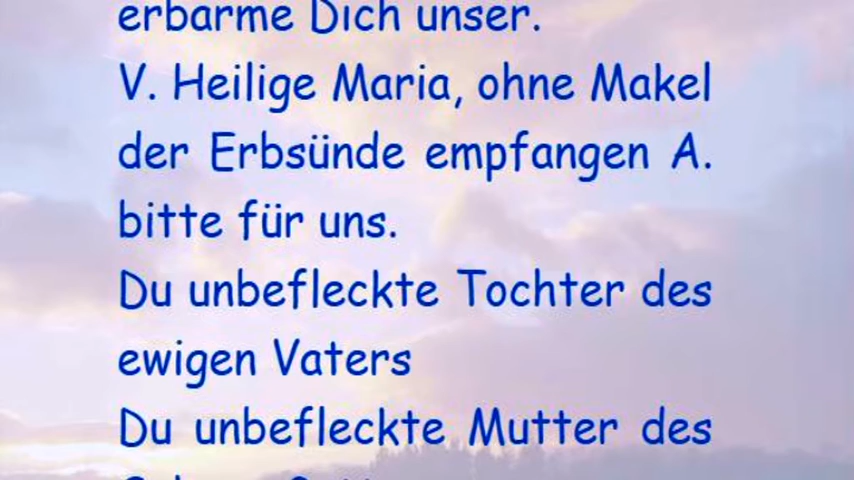 erbarme Dich unser.
V. Heilige Maria, ohne Makel
der Erbsünde empfangen A.
bitte für uns.
Du unbefleckte Tochter des
ewigen Vaters
Du unbefleckte Mutter des